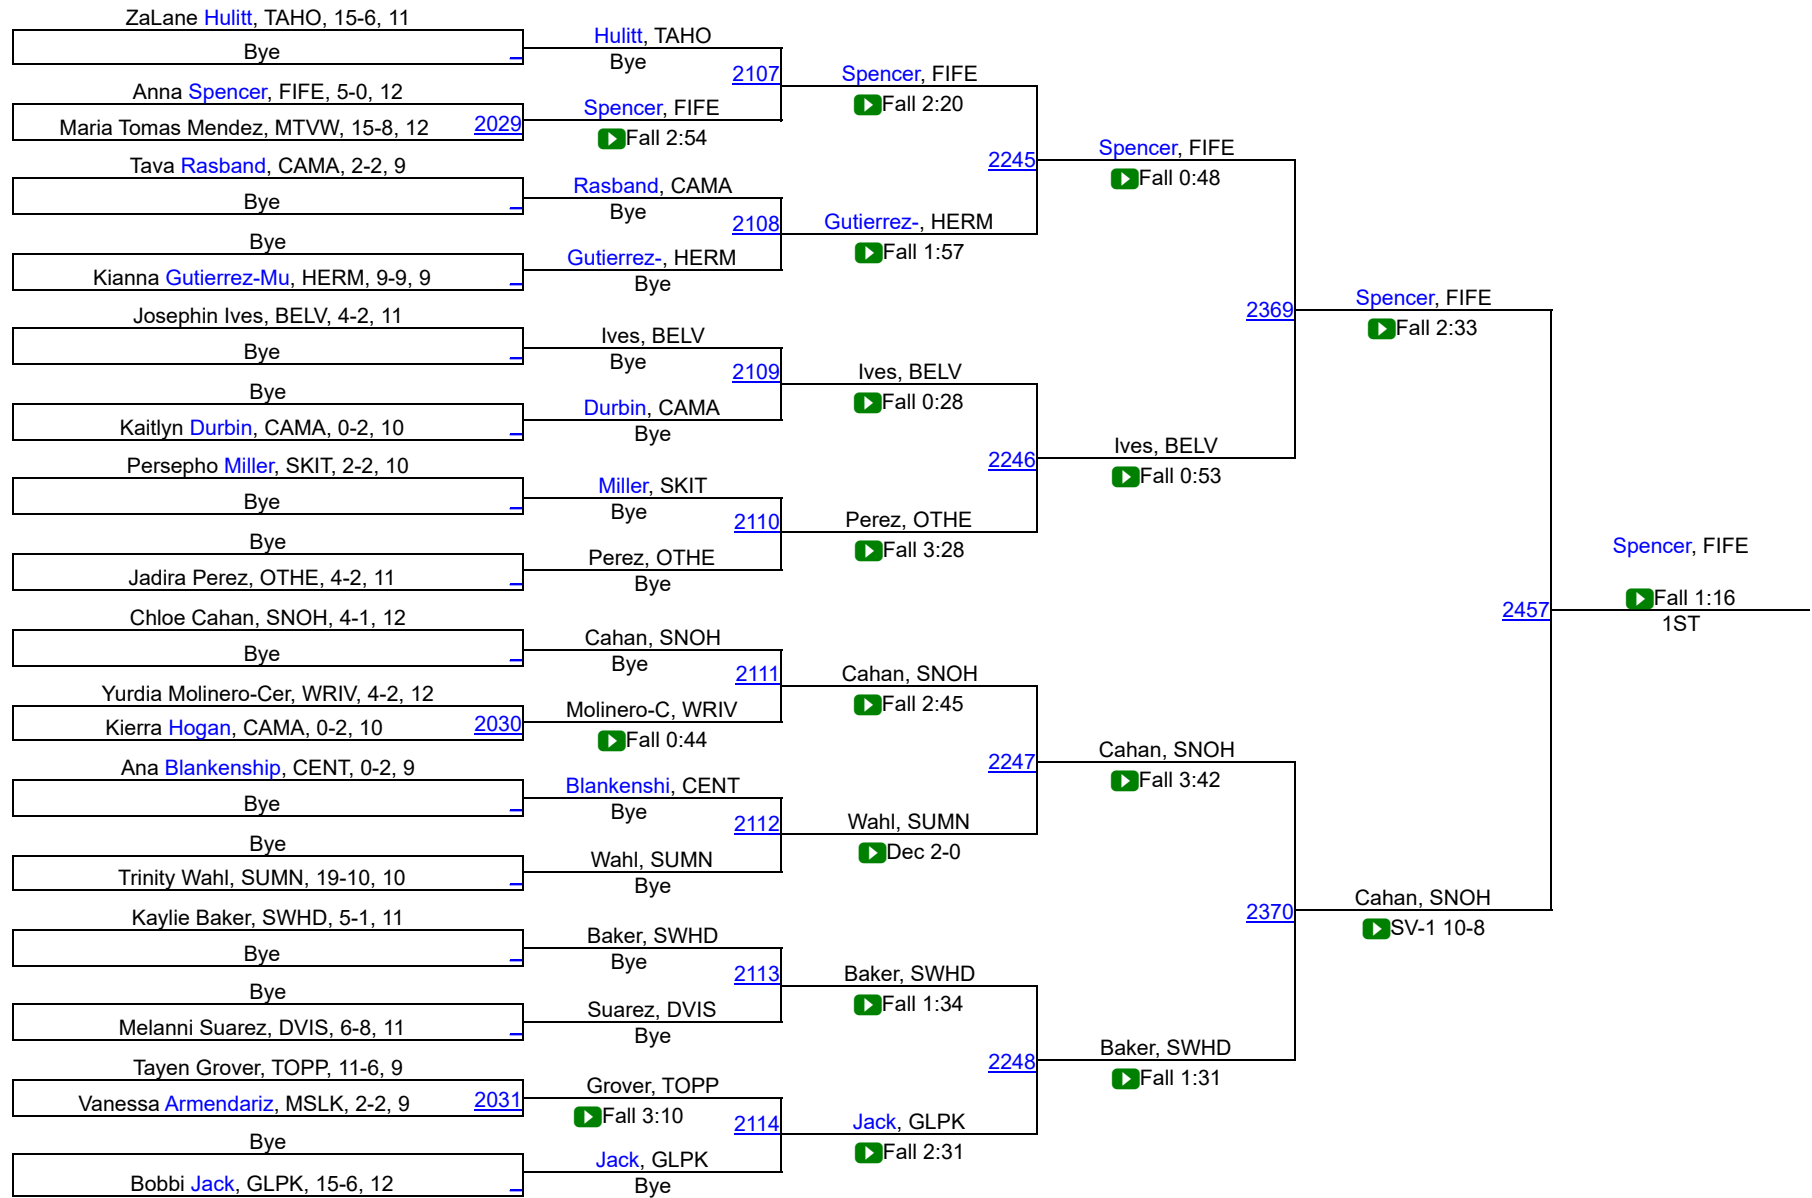 ZaLane Hulitt, TAHO, 15-6, 11
Bye
Anna Spencer, FIFE, 5-0, 12
Maria Tomas Mendez, MTVW, 15-8, 12 2029
Tava Rasband, CAMA, 2-2, 9
Bye
Bye
Kianna Gutierrez-Mu, HERM, 9-9, 9
Josephin Ives, BELV, 4-2, 11
Bye
Bye
Kaitlyn Durbin, CAMA, 0-2, 10
Persepho Miller, SKIT, 2-2, 10
Bye
Bye
Jadira Perez, OTHE, 4-2, 11
Chloe Cahan, SNOH, 4-1, 12
Bye
Yurdia Molinero-Cer, WRIV, 4-2, 12
Kierra Hogan, CAMA, 0-2, 10 2030
Ana Blankenship, CENT, 0-2, 9
Bye
Bye
Trinity Wahl, SUMN, 19-10, 10
Kaylie Baker, SWHD, 5-1, 11
Bye
Bye
Melanni Suarez, DVIS, 6-8, 11
Tayen Grover, TOPP, 11-6, 9
Vanessa Armendariz, MSLK, 2-2, 9 2031
Bye
Bobbi Jack, GLPK, 15-6, 12
Hulitt, TAHO
Bye
2107
Spencer, FIFE
Fall 2:54
Rasband, CAMA
Bye
2108
Gutierrez-, HERM
Bye
Ives, BELV
Bye
2109
Durbin, CAMA
Bye
Miller, SKIT
Bye
2110
Perez, OTHE
Bye
Cahan, SNOH
Bye
2111
Molinero-C, WRIV
Fall 0:44
Blankenshi, CENT
Bye
2112
Wahl, SUMN
Bye
Baker, SWHD
Bye
2113
Suarez, DVIS
Bye
Grover, TOPP
Fall 3:10
2114
Jack, GLPK
Bye
Spencer, FIFE
Fall 2:20
2245
Gutierrez-, HERM
Fall 1:57
Ives, BELV
Fall 0:28
2246
Perez, OTHE
Fall 3:28
Cahan, SNOH
Fall 2:45
2247
Wahl, SUMN
Dec 2-0
Baker, SWHD
Fall 1:34
2248
Jack, GLPK
Fall 2:31
Spencer, FIFE
Fall 0:48
2369
Ives, BELV
Fall 0:53
Cahan, SNOH
Fall 3:42
2370
Baker, SWHD
Fall 1:31
Spencer, FIFE
Fall 2:33
2457
Cahan, SNOH
SV-1 10-8
Spencer, FIFE
Fall 1:16
1ST